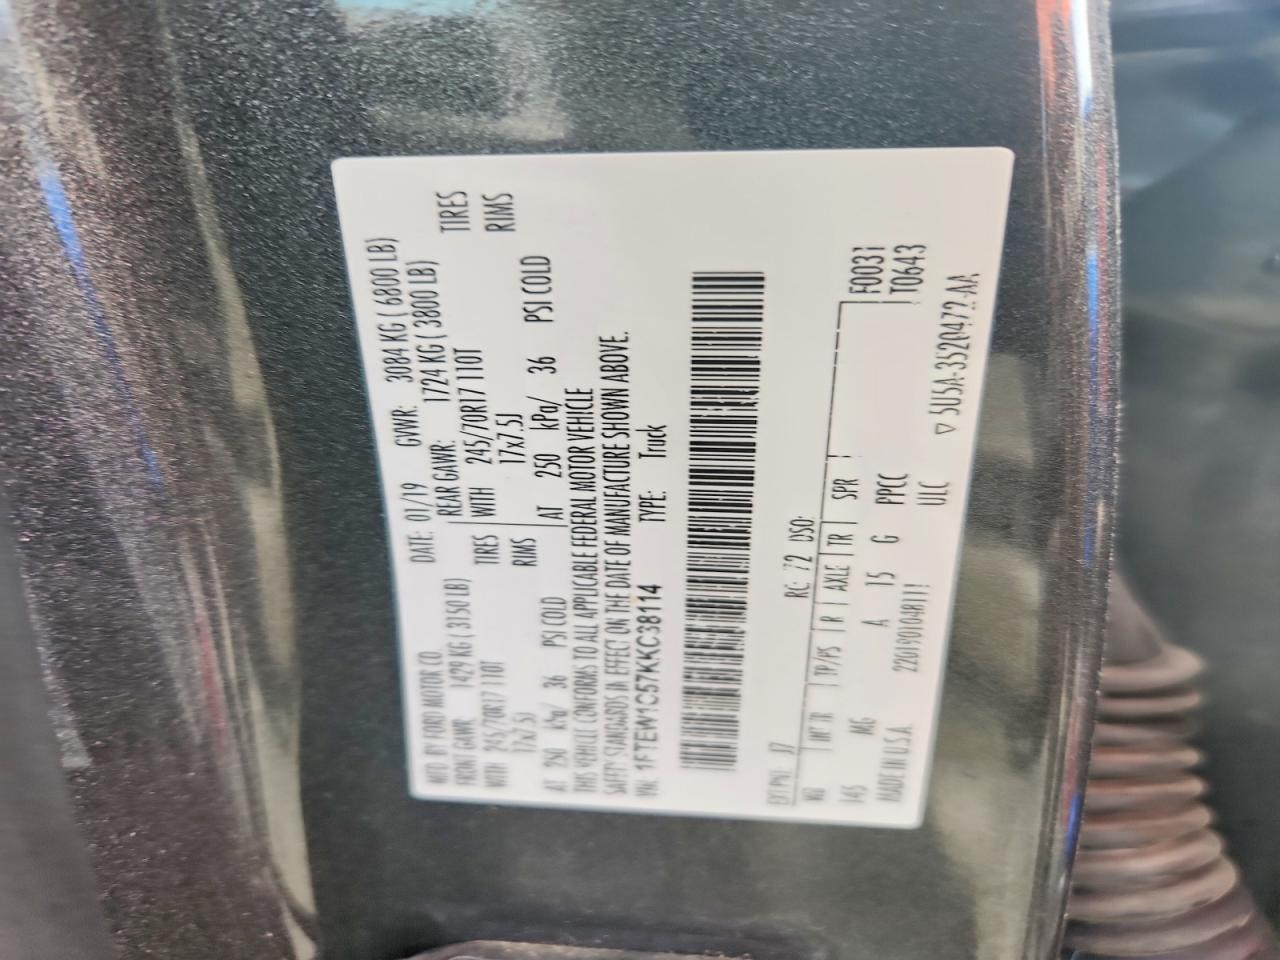 MFD. BY FORD MOTOR CO. DATE: 01/19 GVWR: 3084 KG ( 6800 LB)
FRONT GAWR: 1429 KG ( 3150 LB) REAR GAWR: 1724 KG ( 3800 LB)
WITH 245/70R17 110T TIRES WITH 245/70R17 110T TIRES
17x7.5J RIMS 17x7.5J RIMS
AT 250 kPa/ 36 PSI COLD AT 250 kPa/ 36 PSI COLD
THIS VEHICLE CONFORMS TO ALL APPLICABLE FEDERAL MOTOR VEHICLE
SAFETY STANDARDS IN EFFECT ON THE DATE OF MANUFACTURE SHOWN ABOVE.
VIN: 1FTEW1C57KKC38114 TYPE: Truck
EXT PNT: J7 RC: 72 DSO:
WB INT TR TP/PS R AXLE TR SPR F0031
145 MG A 15 G PPCC T0643
MADE IN U.S.A. ULC
▽ 5U5A-3520472-AA